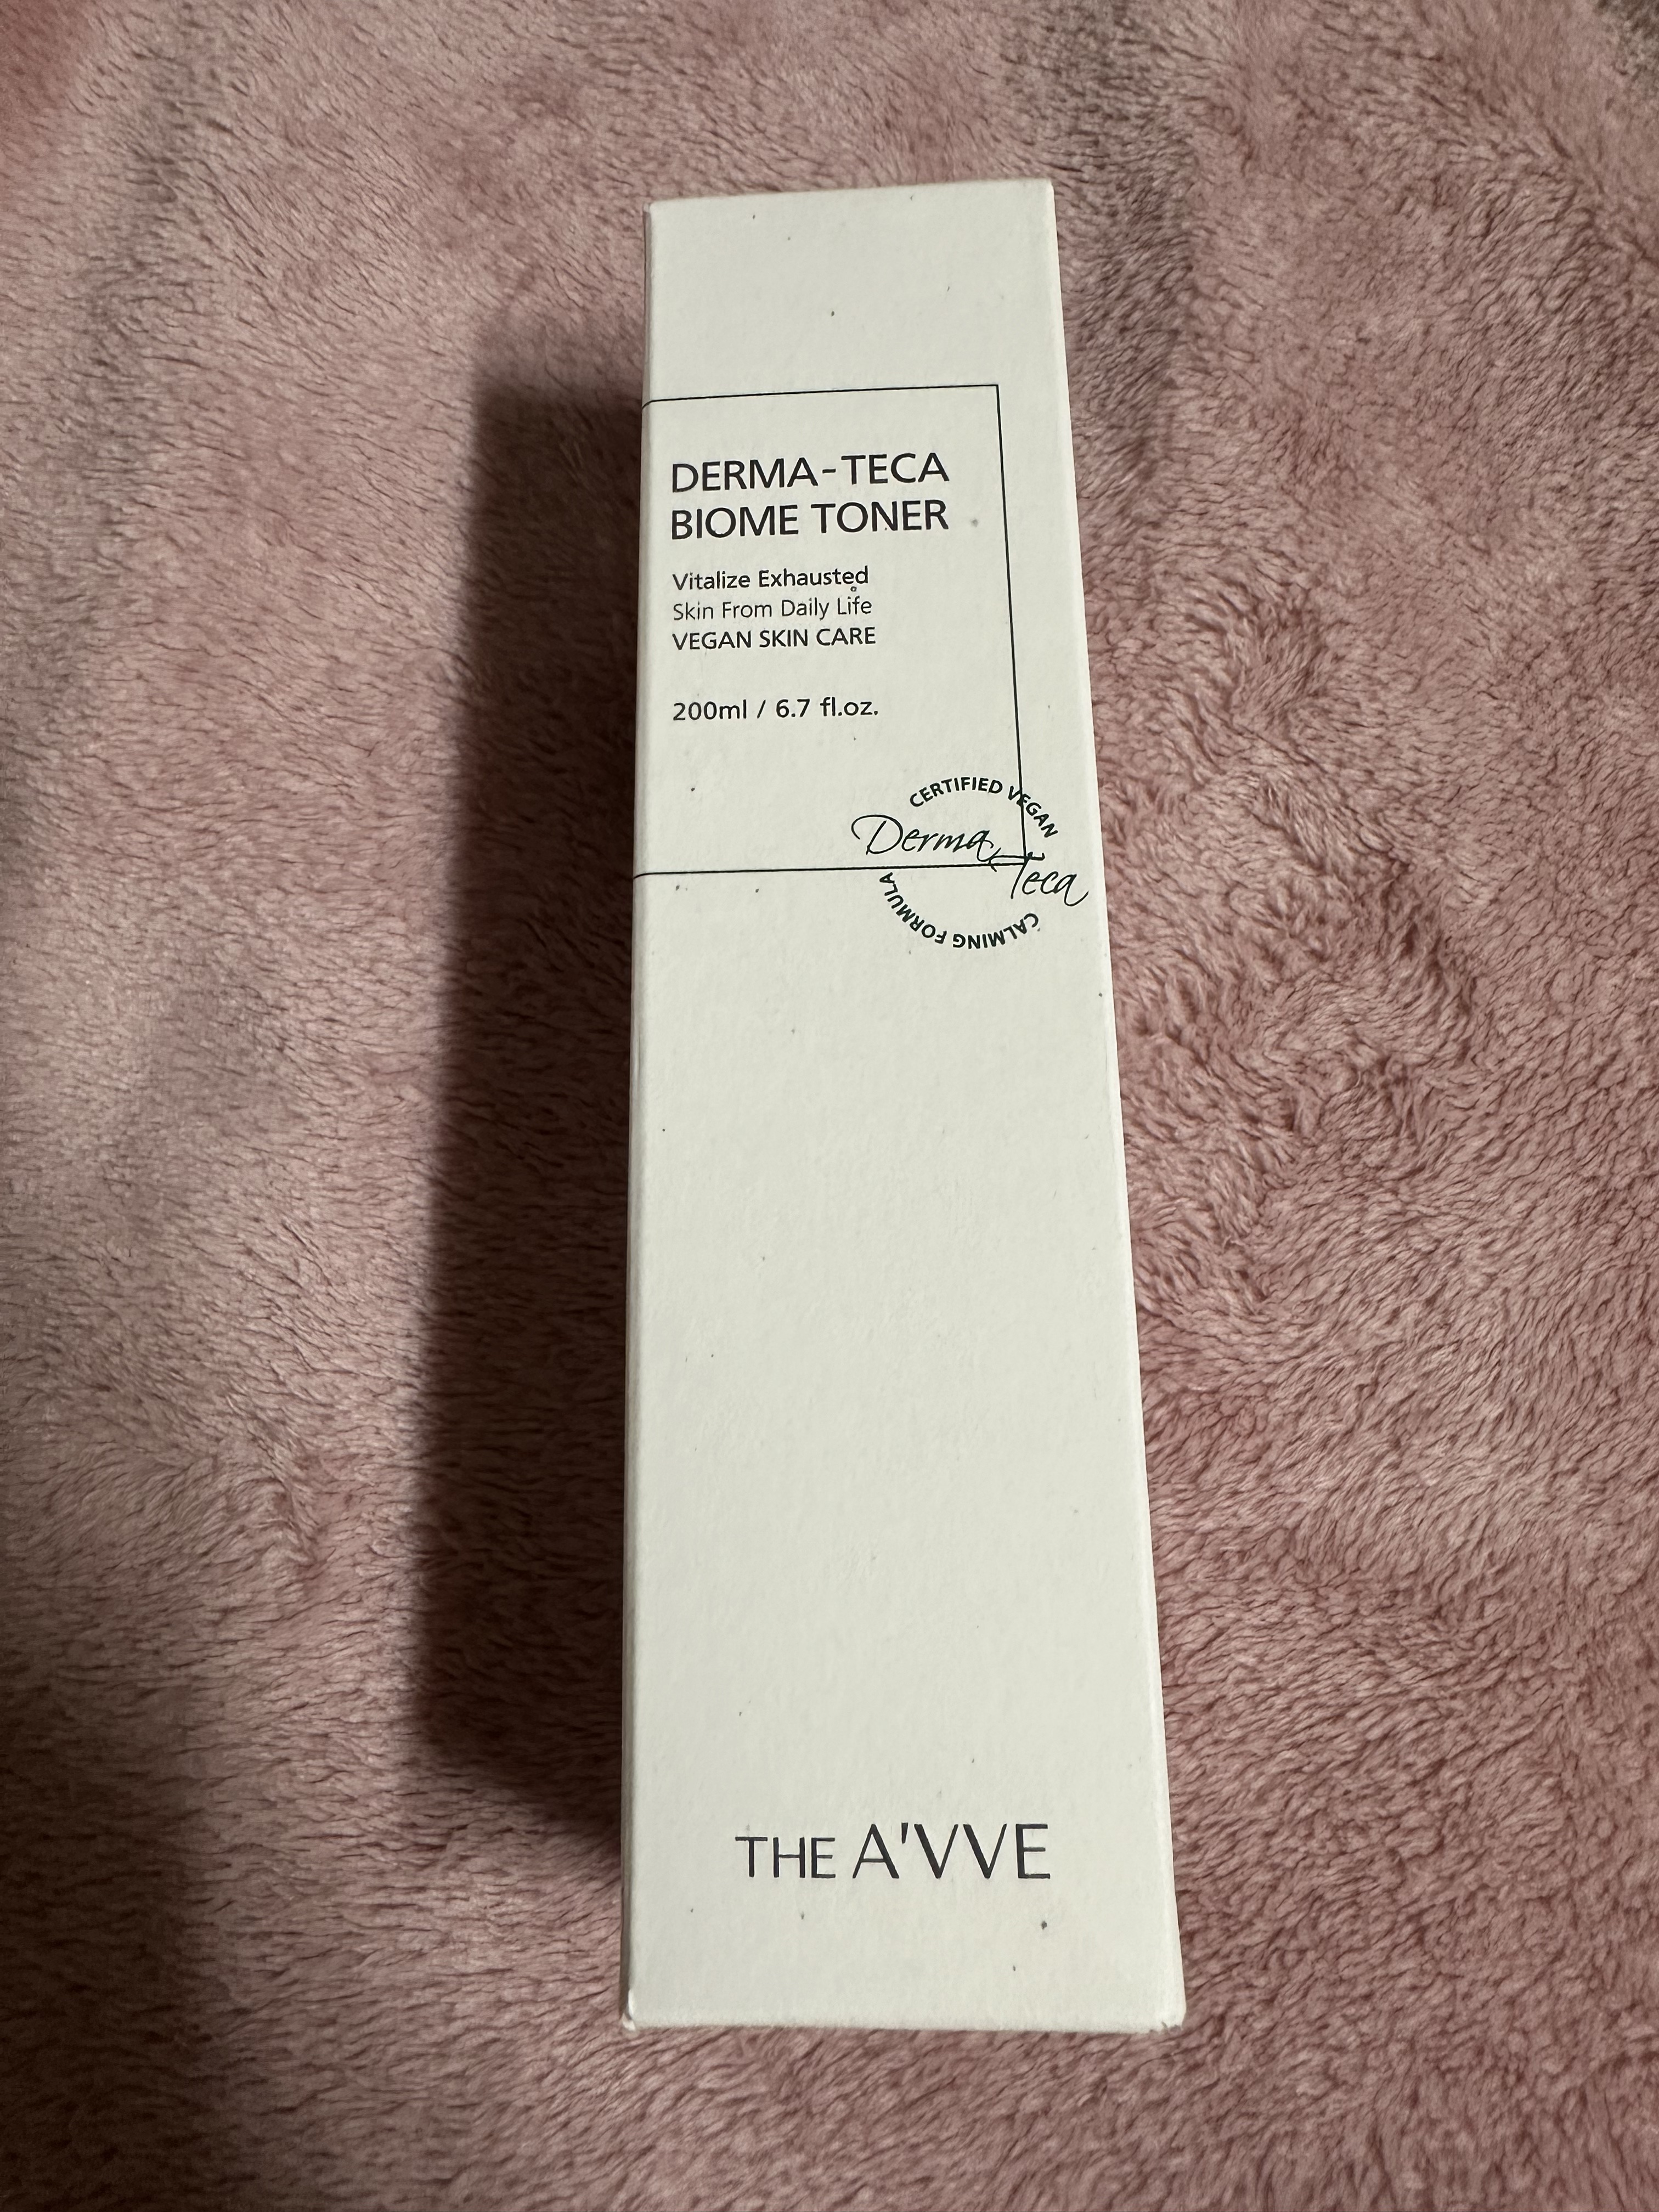 DERMA-TECA
BIOME TONER
Vitalize Exhausted
Skin From Daily Life
VEGAN SKIN CARE
200ml / 6.7 fl.oz.
CERTIFIED VEGAN
Derma
Teca
CALMING FORMULA
THE A'VVE